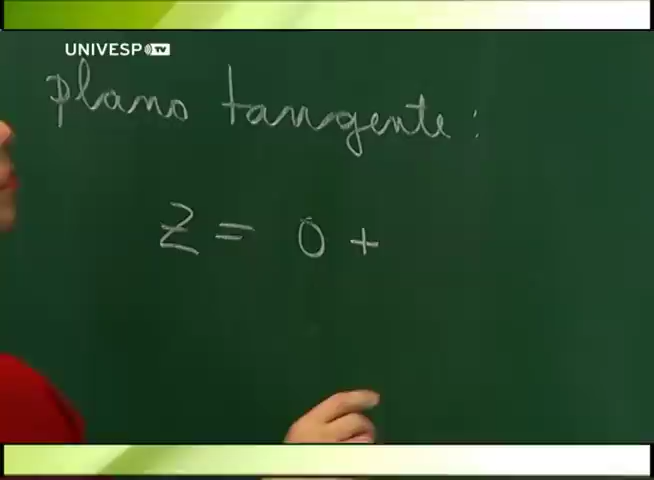 UNIVESP TV
plano tangente:
z = 0 +